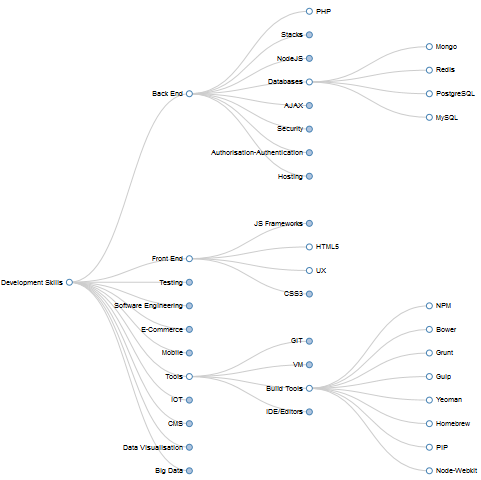 PHP
Stacks
NodeJS
Mongo
Redis
Databases
Back End
PostgreSQL
AJAX
MySQL
Security
Authorisation-Authentication
Hosting
JS Frameworks
HTML5
Front End
UX
Development Skills
Testing
CSS3
Software Engineering
NPM
E-Commerce
Bower
GIT
Mobile
Grunt
VM
Tools
Gulp
Build Tools
IOT
Yeoman
IDE/Editors
CMS
Homebrew
Data Visualisation
PIP
Big Data
Node-Webkit